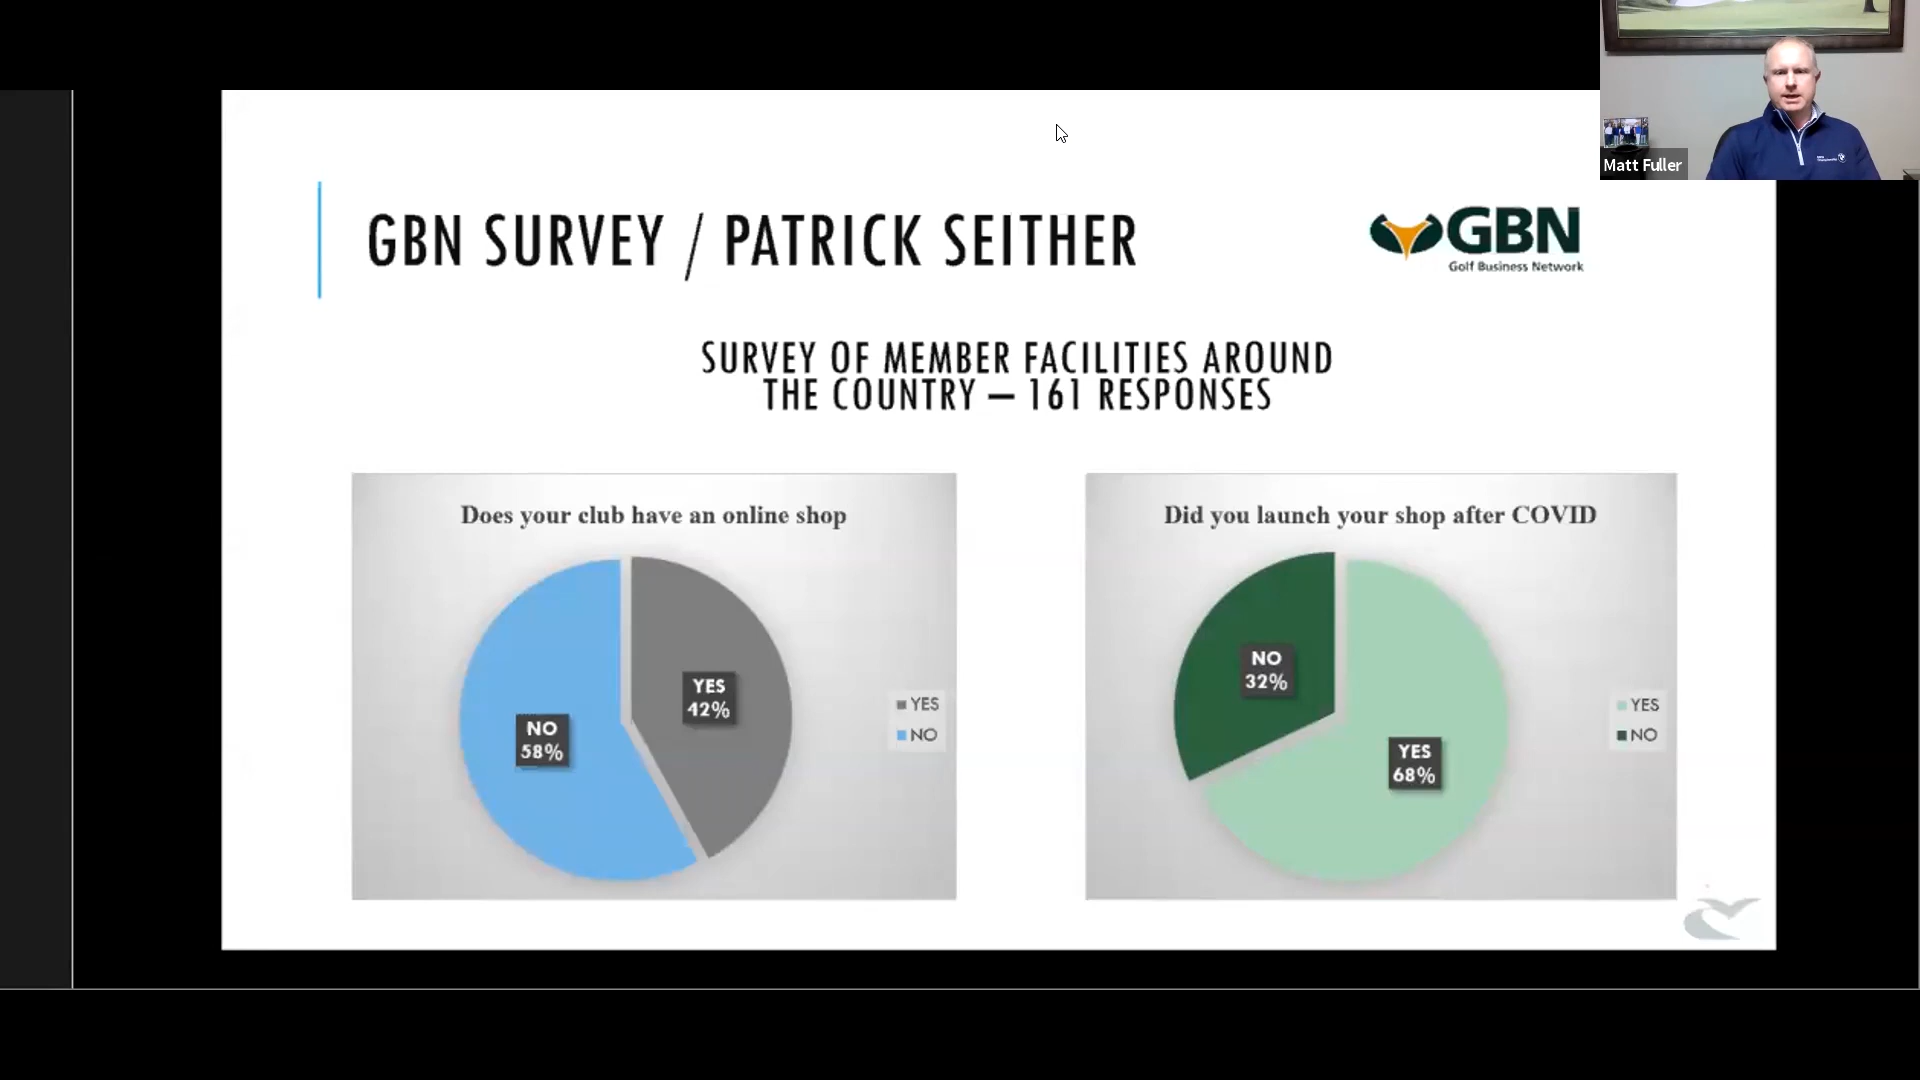 Matt Fuller
GBN SURVEY / PATRICK SEITHER
GBN
Golf Business Network
SURVEY OF MEMBER FACILITIES AROUND
THE COUNTRY – 161 RESPONSES
Does your club have an online shop
YES
42%
NO
58%
YES
NO
Did you launch your shop after COVID
NO
32%
YES
68%
YES
NO